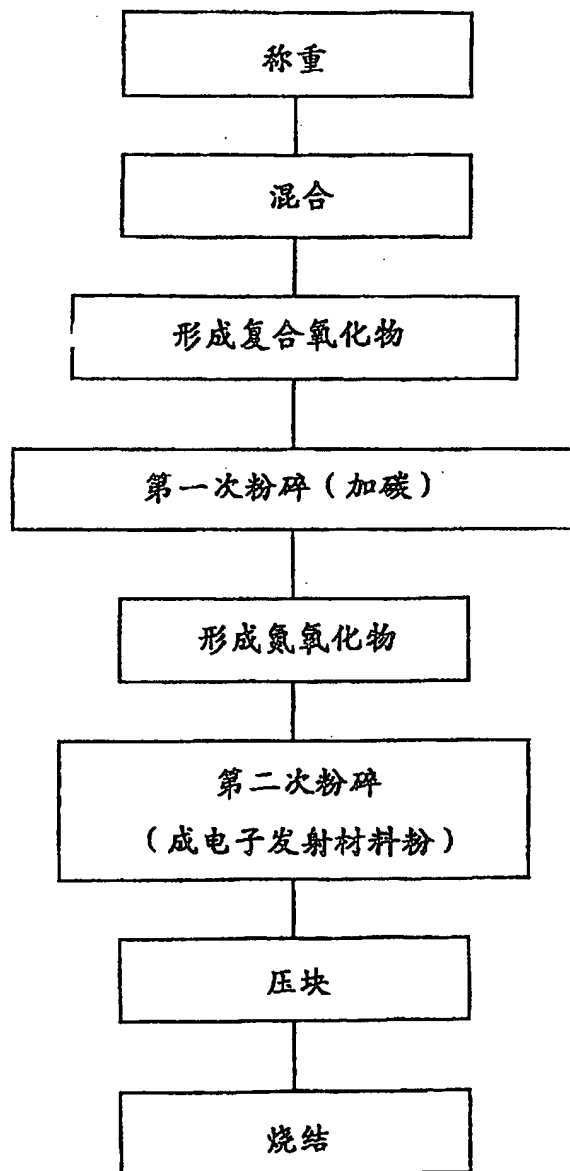 称重
混合
形成复合氧化物
第一次粉碎（加碳）
形成氮氧化物
第二次粉碎
（成电子发射材料粉）
压块
烧结